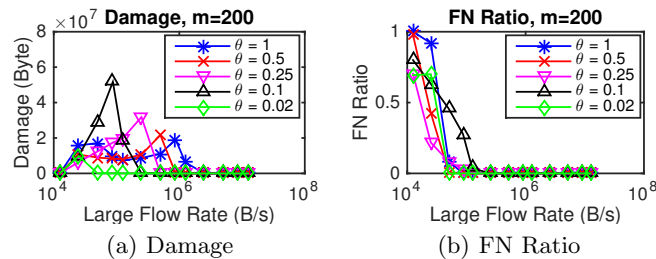 Damage, m=200
×10⁷
8
6
4
2
0
Damage (Byte)
θ = 1
θ = 0.5
θ = 0.25
θ = 0.1
θ = 0.02
10⁴ 10⁶ 10⁸
Large Flow Rate (B/s)
(a) Damage
FN Ratio, m=200
1
0.5
0
FN Ratio
θ = 1
θ = 0.5
θ = 0.25
θ = 0.1
θ = 0.02
10⁴ 10⁶ 10⁸
Large Flow Rate (B/s)
(b) FN Ratio